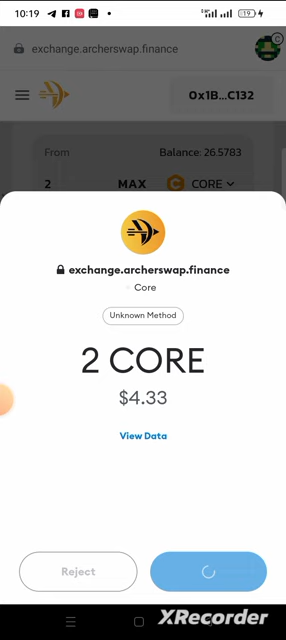 10:19
19
exchange.archerswap.finance
C
0x1B...C132
From
Balance: 26.5783
2
MAX
CORE
exchange.archerswap.finance
Core
Unknown Method
2 CORE
$4.33
View Data
Reject
XRecorder